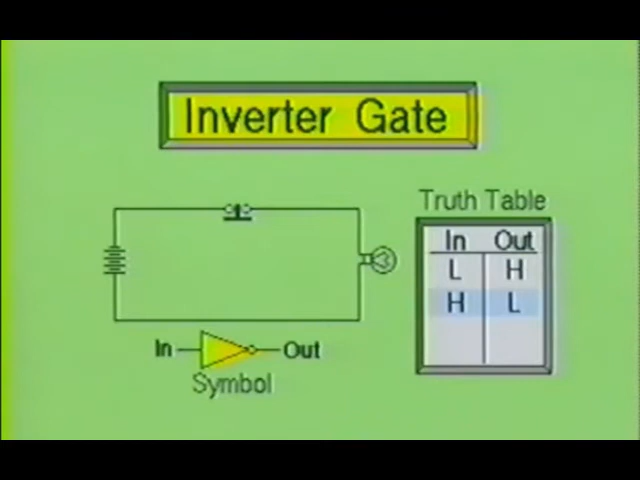 Inverter Gate
Truth Table
In Out
L H
H L
In Out
Symbol